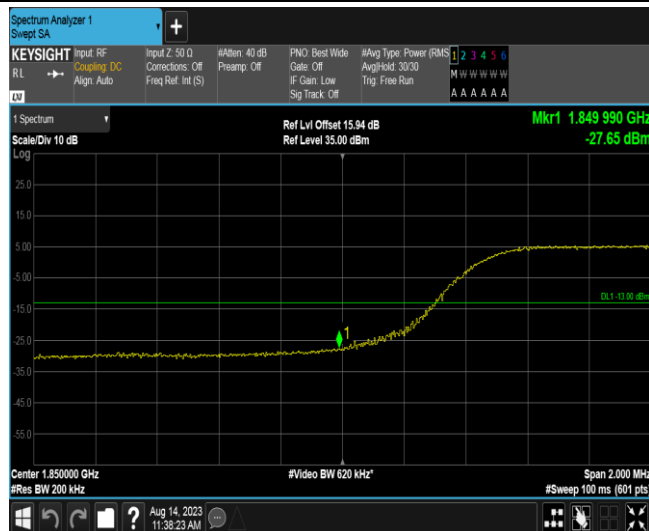 Spectrum Analyzer 1
Swept SA
KEYSIGHT
RL
LXI
Input: RF
Coupling: DC
Align: Auto
Input Z: 50 Ω
Corrections: Off
Freq Ref: Int (S)
#Atten: 40 dB
Preamp: Off
PNO: Best Wide
Gate: Off
IF Gain: Low
Sig Track: Off
#Avg Type: Power (RMS
Avg|Hold: 30/30
Trig: Free Run
1 2 3 4 5 6
M W W W W W
A A A A A A
1 Spectrum
Scale/Div 10 dB
Log
Ref Lvl Offset 15.94 dB
Ref Level 35.00 dBm
Mkr1 1.849 990 GHz
-27.65 dBm
25.0
15.0
5.00
-5.00
-15.0
-25.0
-35.0
-45.0
-55.0
DL1 -13.00 dBm
1
Center 1.850000 GHz
#Res BW 200 kHz
#Video BW 620 kHz*
Span 2.000 MHz
#Sweep 100 ms (601 pts)
?
Aug 14, 2023
11:38:23 AM